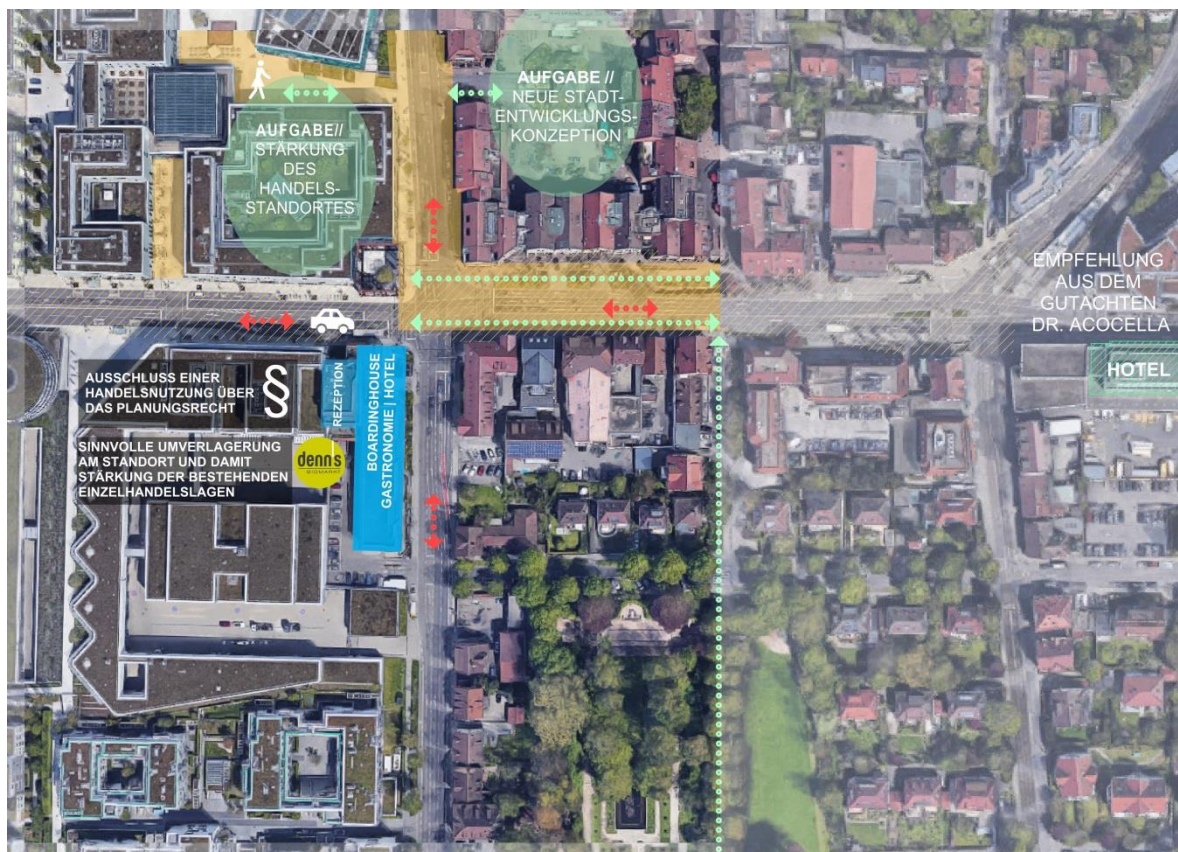 AUFGABE //
NEUE STADT-
ENTWICKLUNGS-
KONZEPTION
AUFGABE//
STÄRKUNG
DES
HANDELS-
STANDORTES
EMPFEHLUNG
AUS DEM
GUTACHTEN
DR. ACOCELLA
HOTEL
AUSSCHLUSS EINER
HANDELSNUTZUNG ÜBER
DAS PLANUNGSRECHT
§
REZEPTION
BOARDINGHOUSE
GASTRONOMIE | HOTEL
SINNVOLLE UMVERLAGERUNG
AM STANDORT UND DAMIT
STÄRKUNG DER BESTEHENDEN
EINZELHANDELSLAGEN
denn's
BIOMARKT